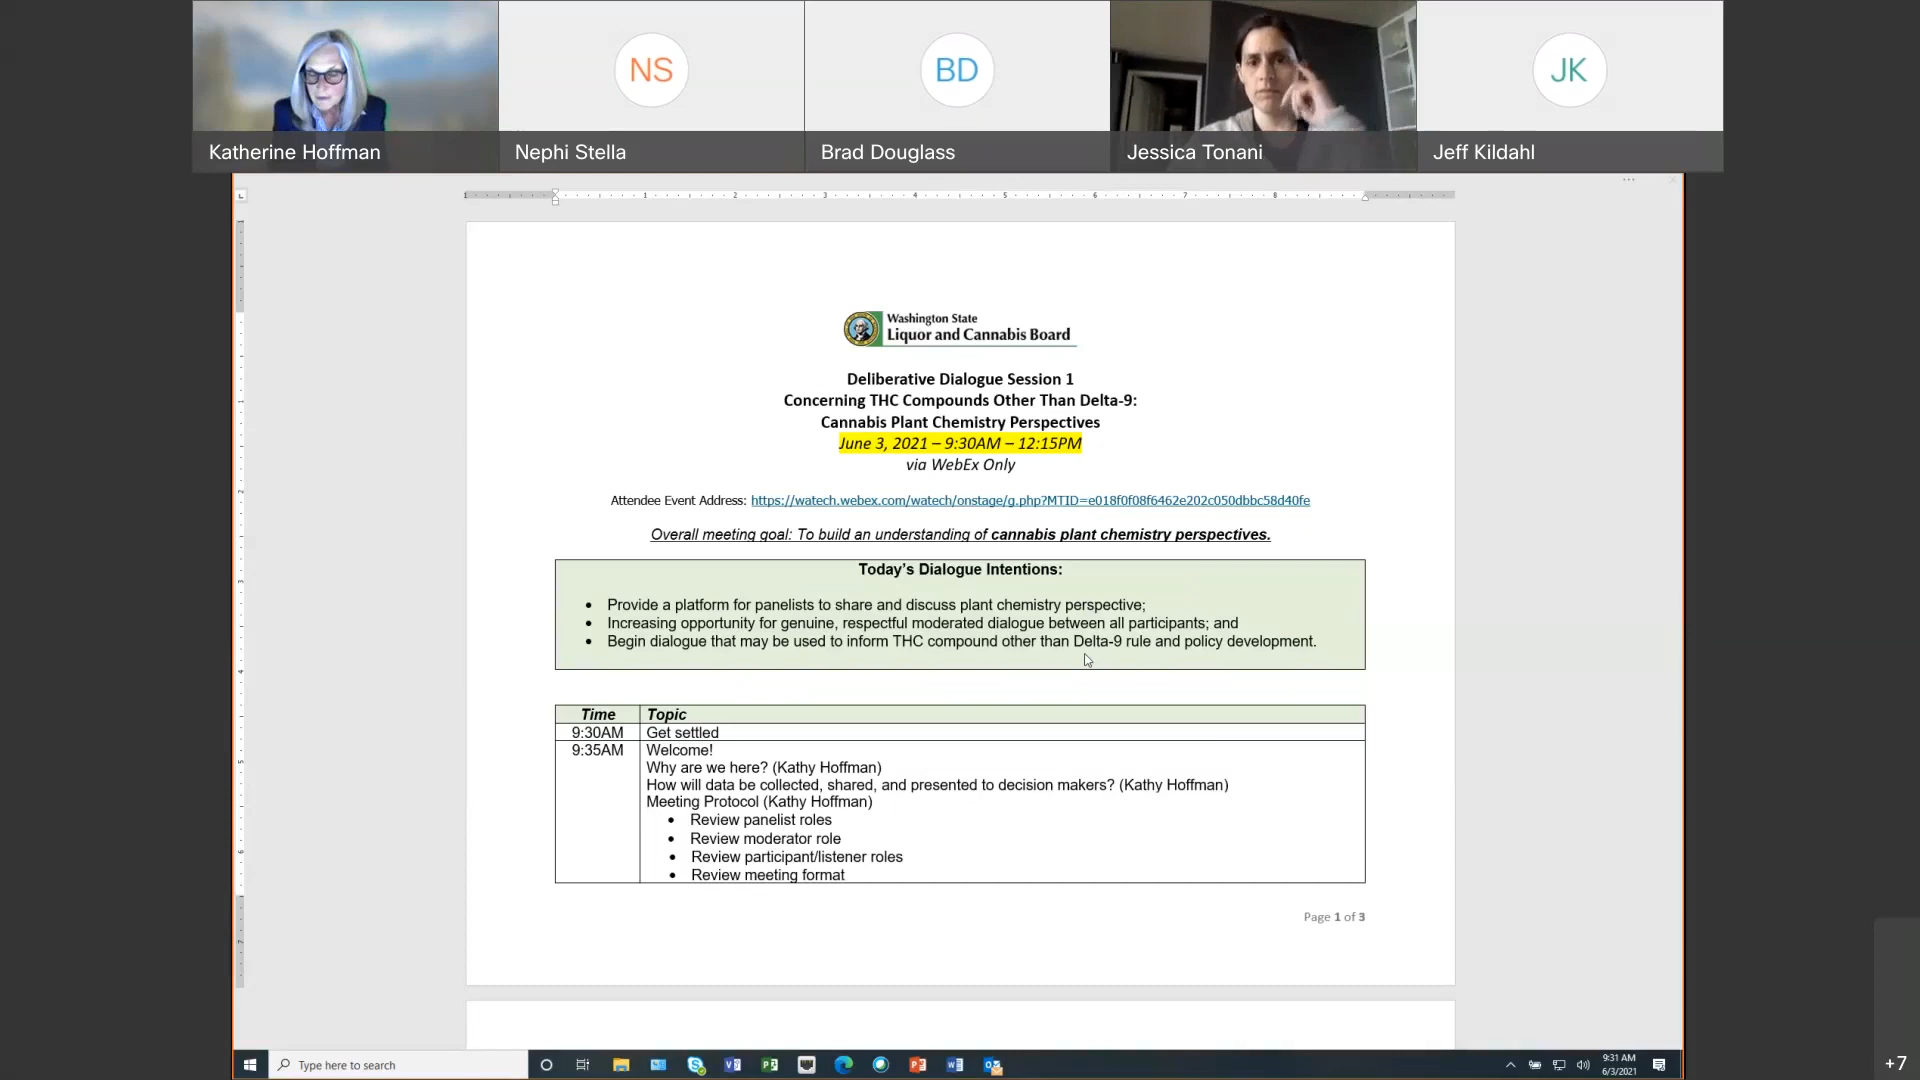 NS
BD
JK
Katherine Hoffman
Nephi Stella
Brad Douglass
Jessica Tonani
Jeff Kildahl
Washington State
Liquor and Cannabis Board
Deliberative Dialogue Session 1
Concerning THC Compounds Other Than Delta-9:
Cannabis Plant Chemistry Perspectives
June 3, 2021 – 9:30AM – 12:15PM
via WebEx Only
Attendee Event Address: https://watech.webex.com/watech/onstage/g.php?MTID=e018f0f08f6462e202c050dbbc58d40fe
Overall meeting goal: To build an understanding of cannabis plant chemistry perspectives.
Today’s Dialogue Intentions:
• Provide a platform for panelists to share and discuss plant chemistry perspective;
• Increasing opportunity for genuine, respectful moderated dialogue between all participants; and
• Begin dialogue that may be used to inform THC compound other than Delta-9 rule and policy development.
Time Topic
9:30AM Get settled
9:35AM Welcome!
Why are we here? (Kathy Hoffman)
How will data be collected, shared, and presented to decision makers? (Kathy Hoffman)
Meeting Protocol (Kathy Hoffman)
• Review panelist roles
• Review moderator role
• Review participant/listener roles
• Review meeting format
Page 1 of 3
Type here to search
9:31 AM
6/3/2021
+7